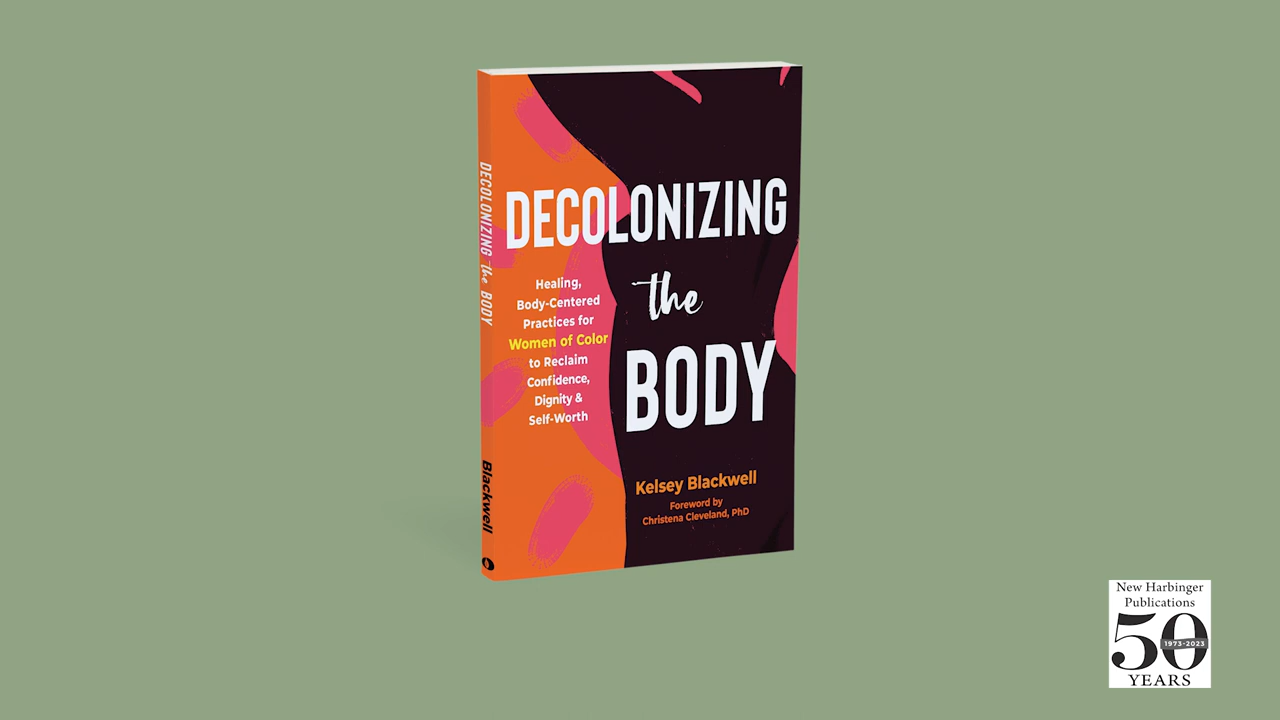 DECOLONIZING the BODY
Blackwell
DECOLONIZING
the
BODY
Healing,
Body-Centered
Practices for
Women of Color
to Reclaim
Confidence,
Dignity &
Self-Worth
Kelsey Blackwell
Foreword by
Christena Cleveland, PhD
New Harbinger
Publications
50
1973-2023
YEARS